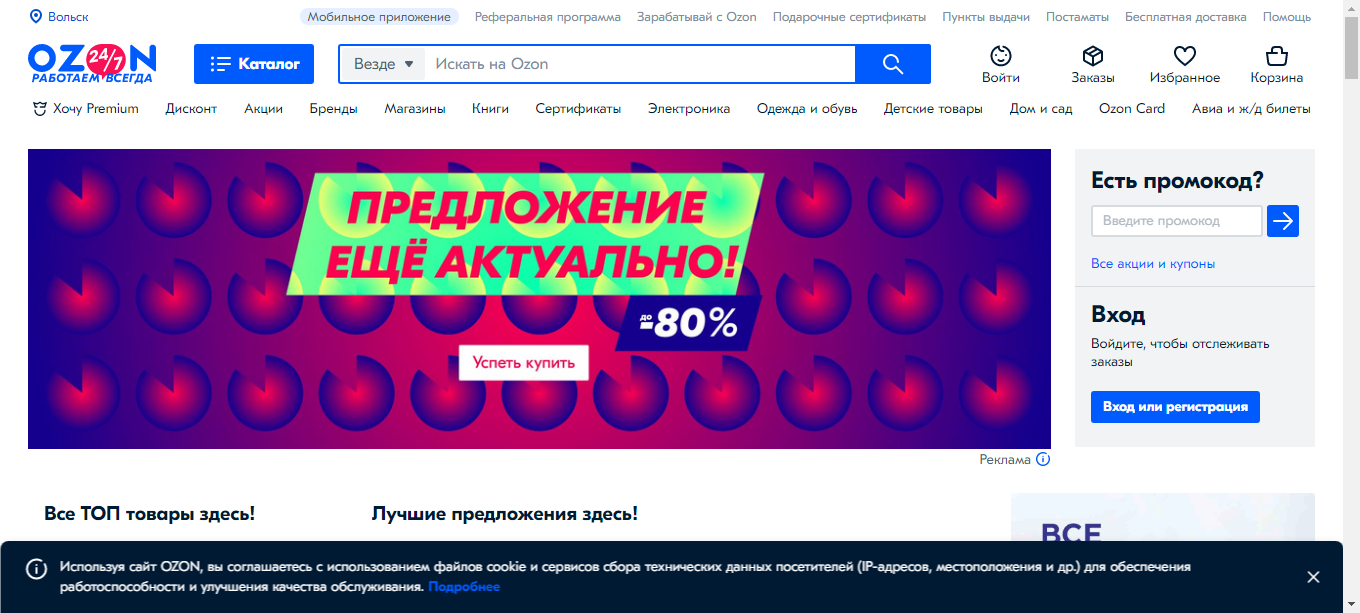 Вольск
Мобильное приложение
Реферальная программа
Зарабатывай с Ozon
Подарочные сертификаты
Пункты выдачи
Постаматы
Бесплатная доставка
Помощь
OZON
24/7
РАБОТАЕМ ВСЕГДА
Каталог
Везде
Искать на Ozon
Войти
Заказы
Избранное
Корзина
Хочу Premium
Дисконт
Акции
Бренды
Магазины
Книги
Сертификаты
Электроника
Одежда и обувь
Детские товары
Дом и сад
Ozon Card
Авиа и ж/д билеты
ПРЕДЛОЖЕНИЕ
ЕЩЁ АКТУАЛЬНО!
до -80%
Успеть купить
Реклама
Есть промокод?
Введите промокод
Все акции и купоны
Вход
Войдите, чтобы отслеживать
заказы
Вход или регистрация
Все ТОП товары здесь!
Лучшие предложения здесь!
ВСЕ
Используя сайт OZON, вы соглашаетесь с использованием файлов cookie и сервисов сбора технических данных посетителей (IP-адресов, местоположения и др.) для обеспечения
работоспособности и улучшения качества обслуживания. Подробнее